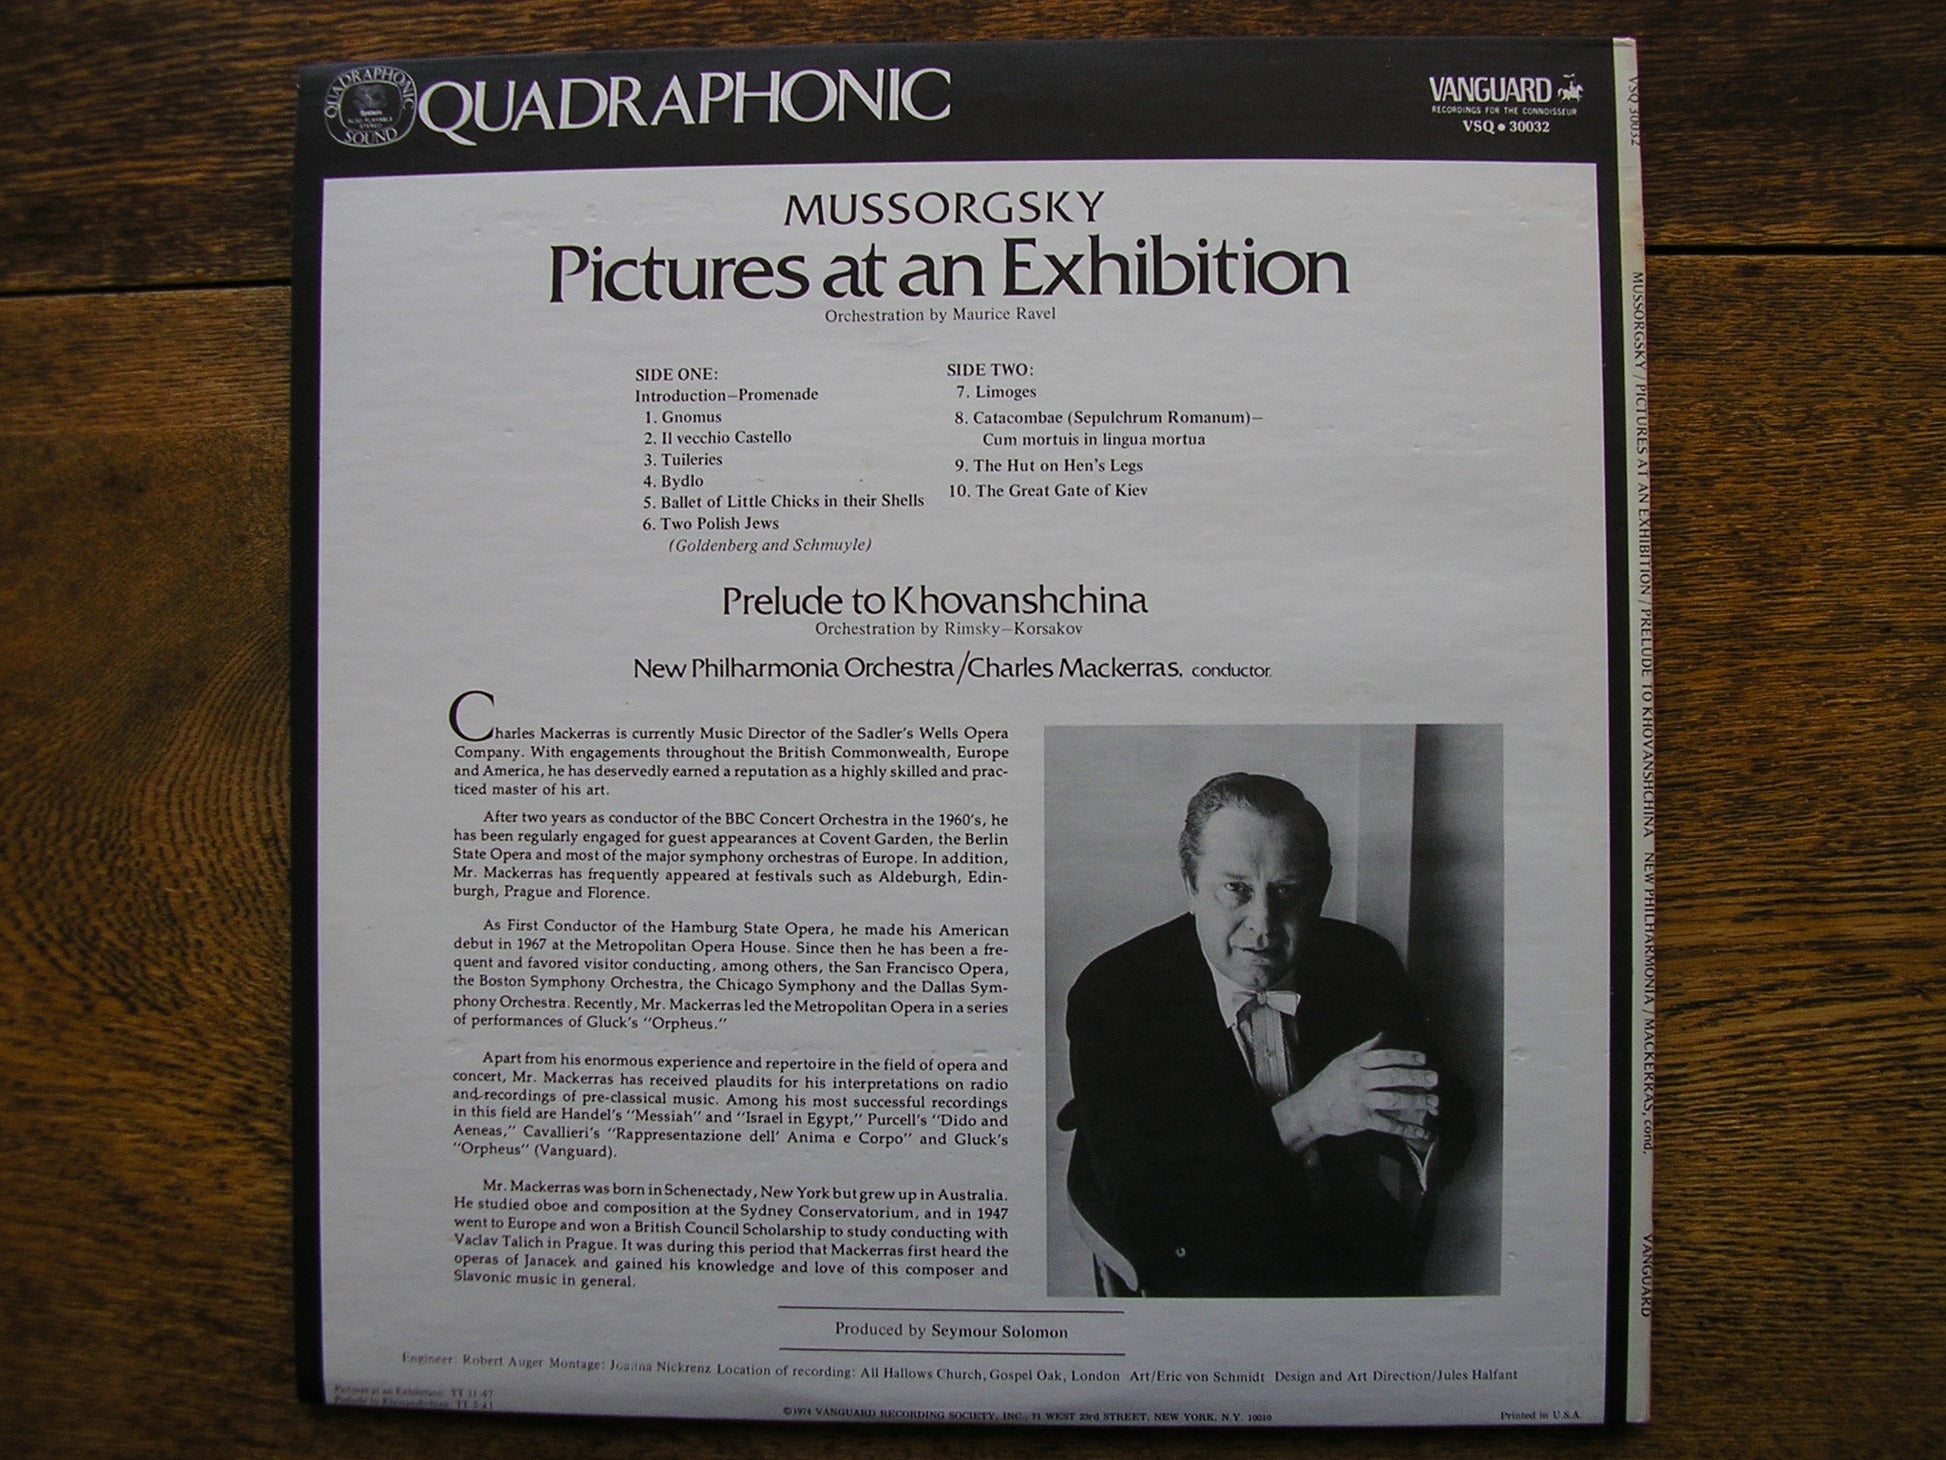 QUADRAPHONIC
System
ALSO PLAYABLE
STEREO
SOUND
QUADRAPHONIC
VANGUARD
RECORDINGS FOR THE CONNOISSEUR
VSQ • 30032
MUSSORGSKY
Pictures at an Exhibition
Orchestration by Maurice Ravel
SIDE ONE:
Introduction—Promenade
1. Gnomus
2. Il vecchio Castello
3. Tuileries
4. Bydlo
5. Ballet of Little Chicks in their Shells
6. Two Polish Jews
(Goldenberg and Schmuyle)
SIDE TWO:
7. Limoges
8. Catacombae (Sepulchrum Romanum)—
Cum mortuis in lingua mortua
9. The Hut on Hen's Legs
10. The Great Gate of Kiev
Prelude to Khovanshchina
Orchestration by Rimsky—Korsakov
New Philharmonia Orchestra/Charles Mackerras, conductor.
Charles Mackerras is currently Music Director of the Sadler's Wells Opera
Company. With engagements throughout the British Commonwealth, Europe
and America, he has deservedly earned a reputation as a highly skilled and prac-
ticed master of his art.
After two years as conductor of the BBC Concert Orchestra in the 1960's, he
has been regularly engaged for guest appearances at Covent Garden, the Berlin
State Opera and most of the major symphony orchestras of Europe. In addition,
Mr. Mackerras has frequently appeared at festivals such as Aldeburgh, Edin-
burgh, Prague and Florence.
As First Conductor of the Hamburg State Opera, he made his American
debut in 1967 at the Metropolitan Opera House. Since then he has been a fre-
quent and favored visitor conducting, among others, the San Francisco Opera,
the Boston Symphony Orchestra, the Chicago Symphony and the Dallas Sym-
phony Orchestra. Recently, Mr. Mackerras led the Metropolitan Opera in a series
of performances of Gluck's "Orpheus."
Apart from his enormous experience and repertoire in the field of opera and
concert, Mr. Mackerras has received plaudits for his interpretations on radio
and recordings of pre-classical music. Among his most successful recordings
in this field are Handel's "Messiah" and "Israel in Egypt," Purcell's "Dido and
Aeneas," Cavallieri's "Rappresentazione dell' Anima e Corpo" and Gluck's
"Orpheus" (Vanguard).
Mr. Mackerras was born in Schenectady, New York but grew up in Australia.
He studied oboe and composition at the Sydney Conservatorium, and in 1947
went to Europe and won a British Council Scholarship to study conducting with
Vaclav Talich in Prague. It was during this period that Mackerras first heard the
operas of Janacek and gained his knowledge and love of this composer and
Slavonic music in general.
Produced by Seymour Solomon
Engineer: Robert Auger Montage: Joanna Nickrenz Location of recording: All Hallows Church, Gospel Oak, London Art/Eric von Schmidt Design and Art Direction/Jules Halfant
Pictures at an Exhibition: TT 31:47
Prelude to Khovanshchina: TT 5:41
©1974 VANGUARD RECORDING SOCIETY, INC., 71 WEST 23rd STREET, NEW YORK, N.Y. 10010
Printed in U.S.A.
VSQ 30032 MUSSORGSKY / PICTURES AT AN EXHIBITION / PRELUDE TO KHOVANSHCHINA NEW PHILHARMONIA / MACKERRAS, cond. VANGUARD